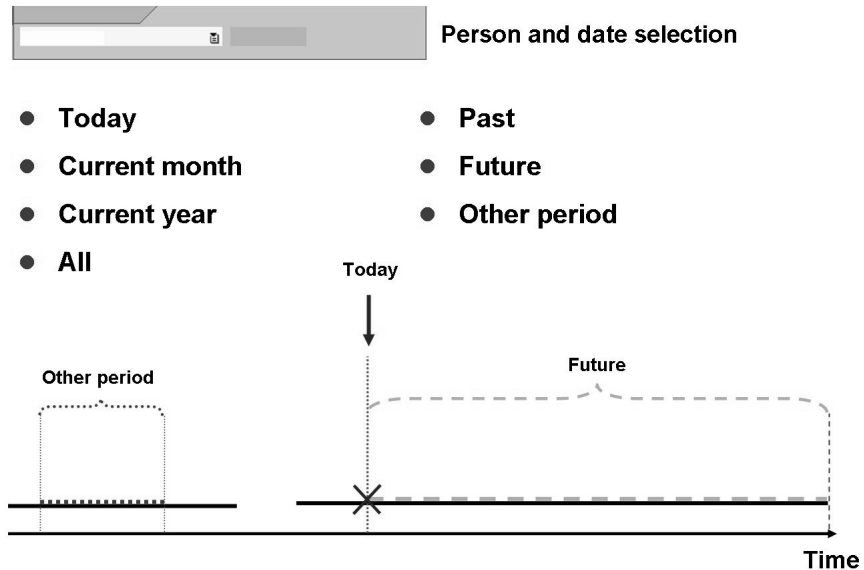 Person and date selection
Today
Current month
Current year
All
Past
Future
Other period
Today
Other period
Future
Time